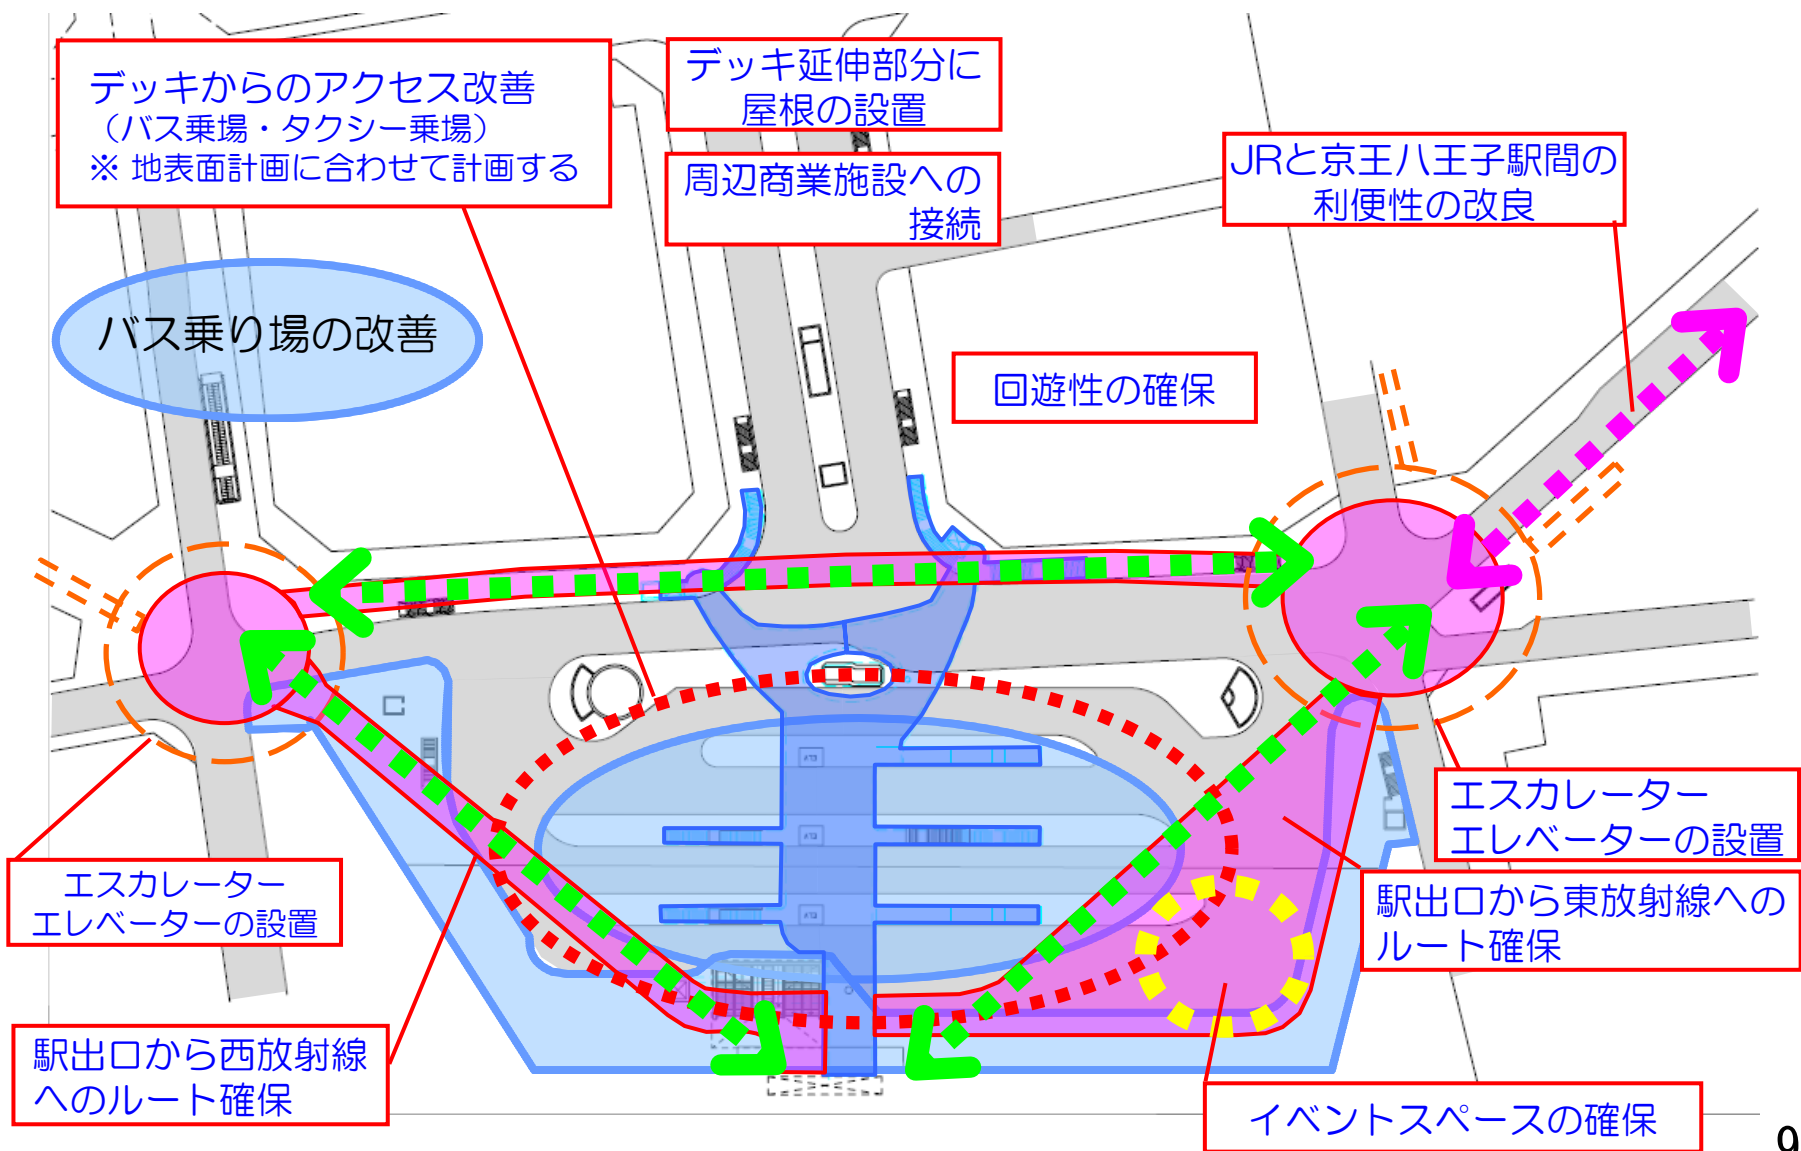 デッキからのアクセス改善
（バス乗場・タクシー乗場）
※ 地表面計画に合わせて計画する
デッキ延伸部分に
屋根の設置
周辺商業施設への
接続
JRと京王八王子駅間の
利便性の改良
バス乗り場の改善
回遊性の確保
エスカレーター
エレベーターの設置
エスカレーター
エレベーターの設置
駅出口から東放射線への
ルート確保
駅出口から西放射線
へのルート確保
イベントスペースの確保
9